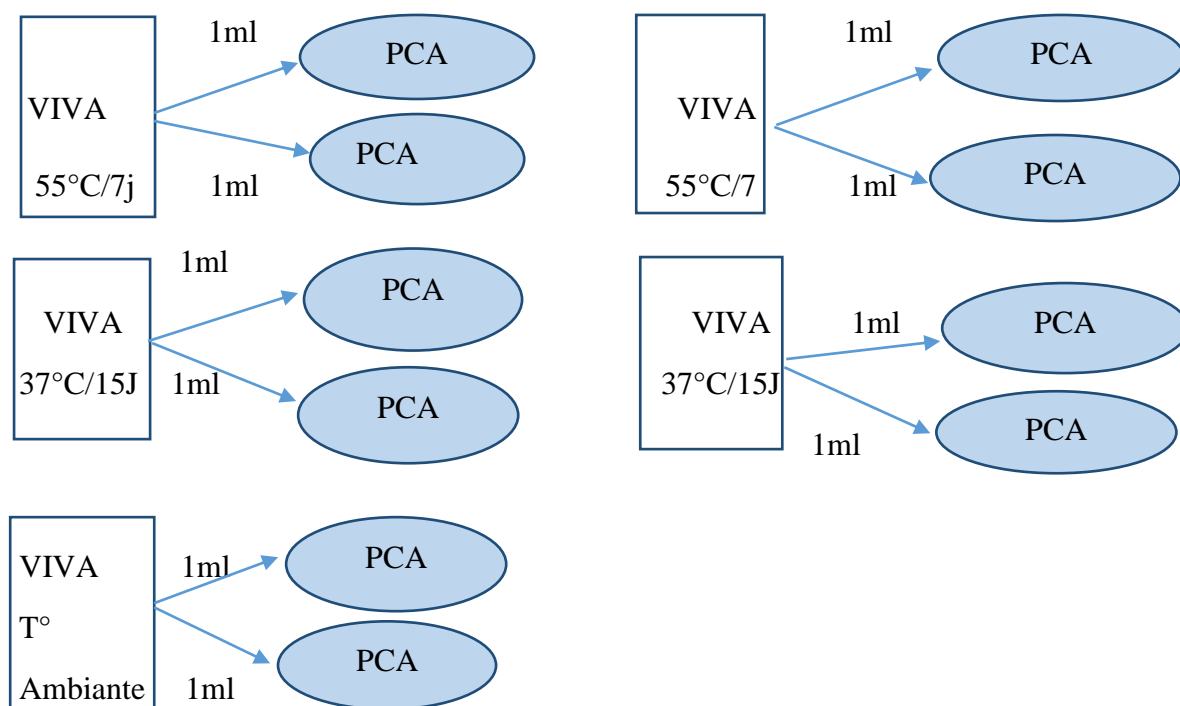 1ml
PCA
VIVA
PCA
55°C/7j
1ml
1ml
PCA
VIVA
55°C/7
1ml
PCA
1ml
PCA
VIVA
37°C/15J
1ml
PCA
VIVA
1ml
PCA
37°C/15J
PCA
1ml
VIVA
1ml
PCA
T°
PCA
Ambiante
1ml